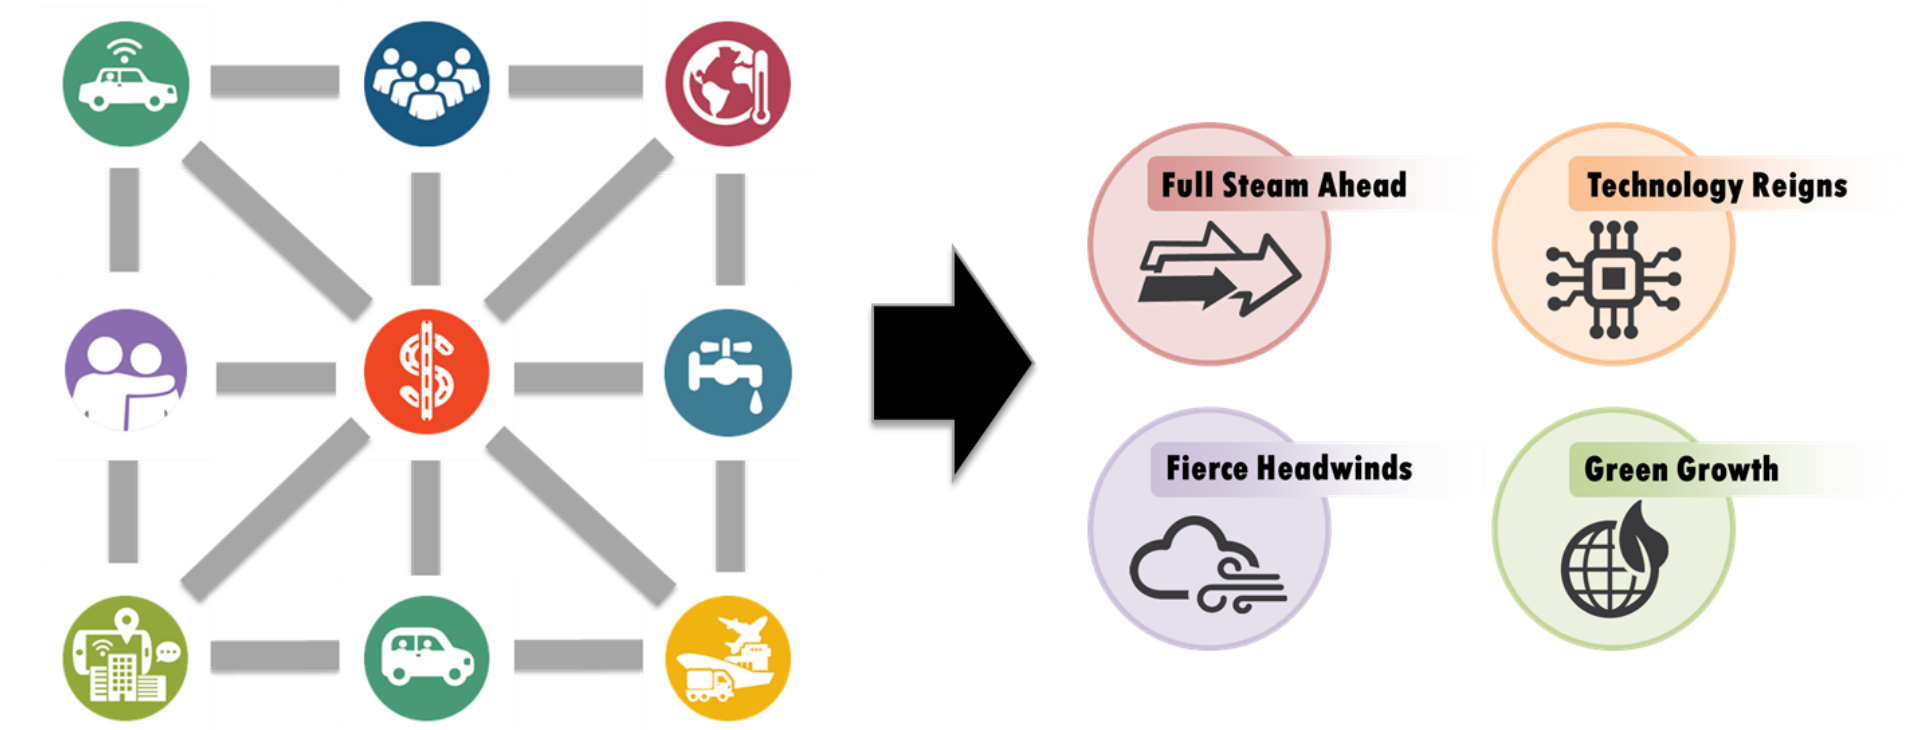 Full Steam Ahead
Technology Reigns
Fierce Headwinds
Green Growth